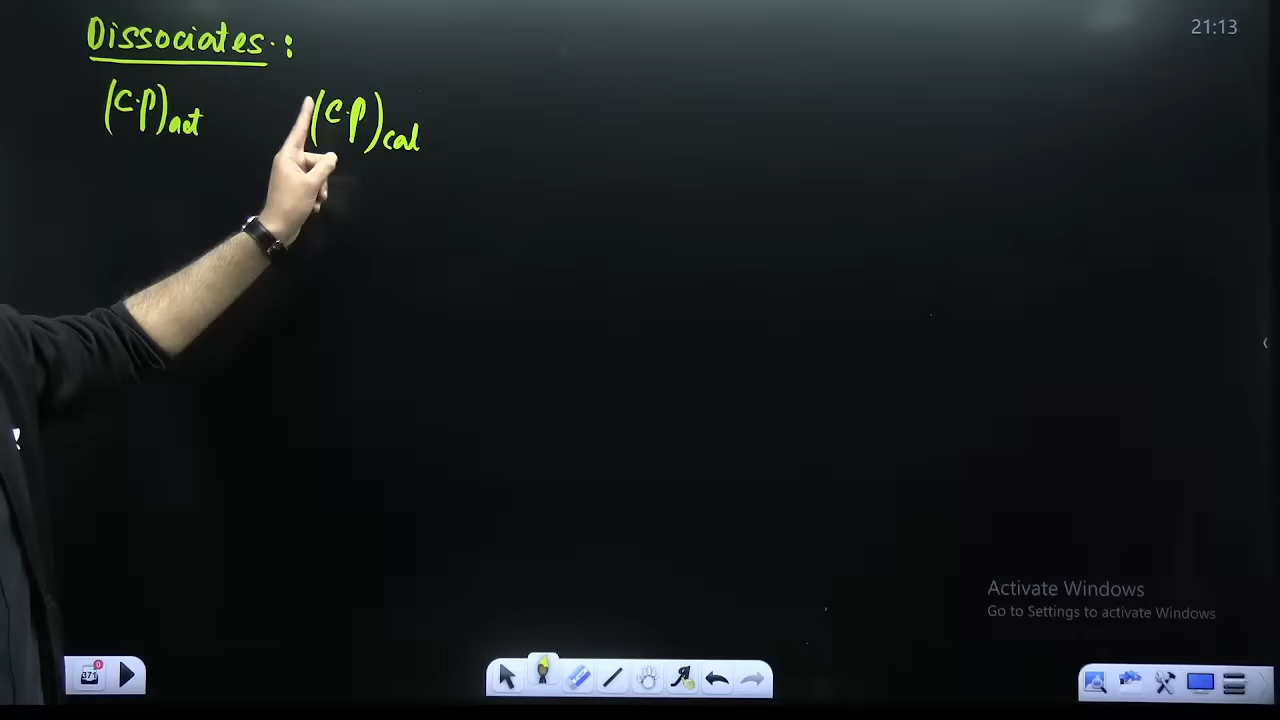 21:13
Dissociates :
(C.P)act (C.P)cal
Activate Windows
Go to Settings to activate Windows